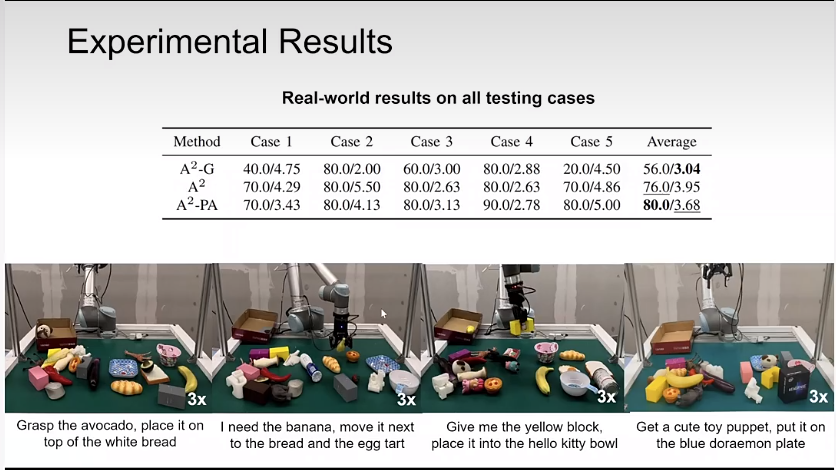 Experimental Results
Real-world results on all testing cases
Method Case 1 Case 2 Case 3 Case 4 Case 5 Average
A²-G 40.0/4.75 80.0/2.00 60.0/3.00 80.0/2.88 20.0/4.50 56.0/3.04
A² 70.0/4.29 80.0/5.50 80.0/2.63 80.0/2.63 70.0/4.86 76.0/3.95
A²-PA 70.0/3.43 80.0/4.13 80.0/3.13 90.0/2.78 80.0/5.00 80.0/3.68
3x 3x 3x 3x
Grasp the avocado, place it on
top of the white bread
I need the banana, move it next
to the bread and the egg tart
Give me the yellow block,
place it into the hello kitty bowl
Get a cute toy puppet, put it on
the blue doraemon plate